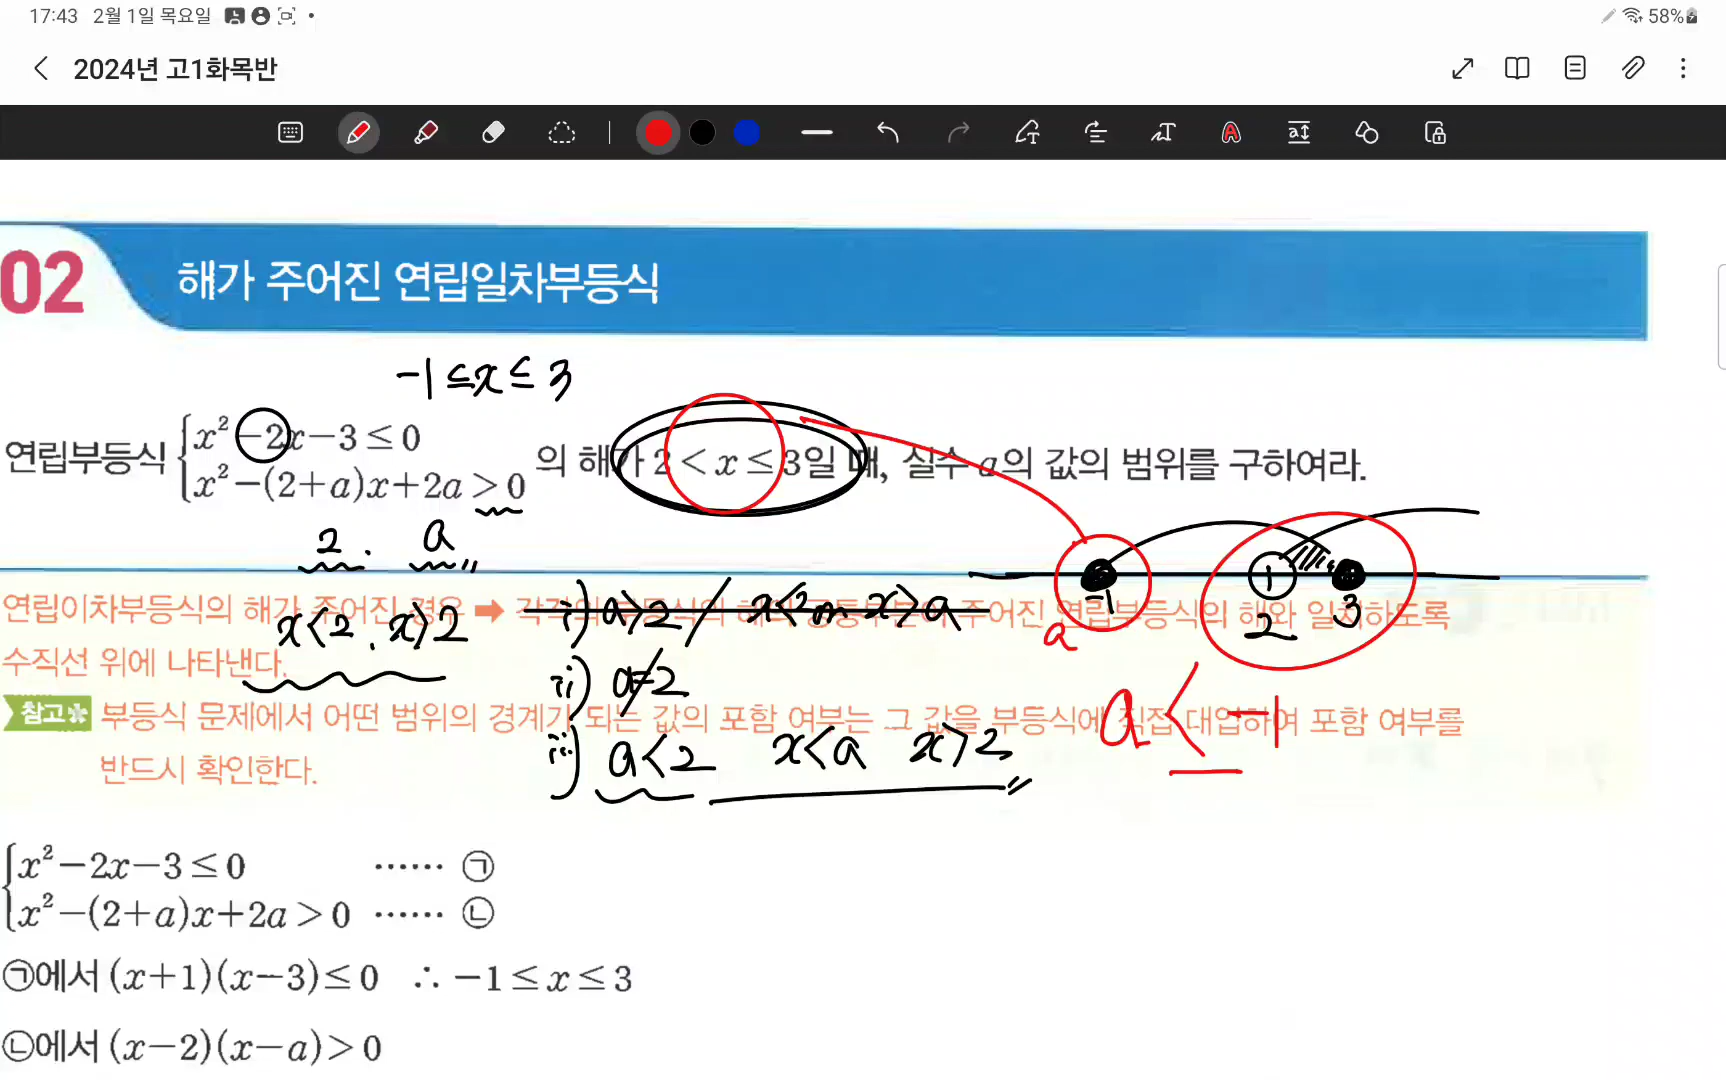 17:43 2월 1일 목요일
58%
2024년 고1화목반
02 해가 주어진 연립일차부등식
-1≤x≤3
연립부등식 {x²-2x-3≤0
x²-(2+a)x+2a>0 의 해가 2<x≤3일 때, 실수 a의 값의 범위를 구하여라.
2. a
-1 1 2 3
a
연립이차부등식의 해가 주어진 경우 ➡ 각각의 부등식의 해의 공통부분이 주어진 연립부등식의 해와 일치하도록
수직선 위에 나타낸다.
x<2, x>2
i) a>2 / x<2 or x>a
ii) a≠2
iii) a<2 x<a x>2
a<-1
참고 부등식 문제에서 어떤 범위의 경계가 되는 값의 포함 여부는 그 값을 부등식에 직접 대입하여 포함 여부를
반드시 확인한다.
{x²-2x-3≤0 …… ㉠
x²-(2+a)x+2a>0 …… ㉡
㉠에서 (x+1)(x-3)≤0 ∴ -1≤x≤3
㉡에서 (x-2)(x-a)>0